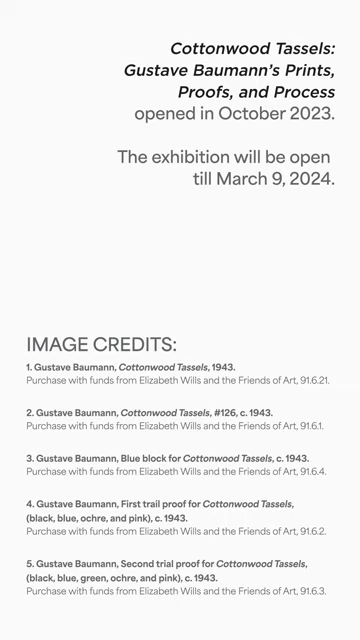 Cottonwood Tassels:
Gustave Baumann's Prints,
Proofs, and Process
opened in October 2023.
The exhibition will be open
till March 9, 2024.
IMAGE CREDITS:
1. Gustave Baumann, Cottonwood Tassels, 1943.
Purchase with funds from Elizabeth Wills and the Friends of Art, 91.6.21.
2. Gustave Baumann, Cottonwood Tassels, #126, c. 1943.
Purchase with funds from Elizabeth Wills and the Friends of Art, 91.6.1.
3. Gustave Baumann, Blue block for Cottonwood Tassels, c. 1943.
Purchase with funds from Elizabeth Wills and the Friends of Art, 91.6.4.
4. Gustave Baumann, First trail proof for Cottonwood Tassels,
(black, blue, ochre, and pink), c. 1943.
Purchase with funds from Elizabeth Wills and the Friends of Art, 91.6.2.
5. Gustave Baumann, Second trial proof for Cottonwood Tassels,
(black, blue, green, ochre, and pink), c. 1943.
Purchase with funds from Elizabeth Wills and the Friends of Art, 91.6.3.